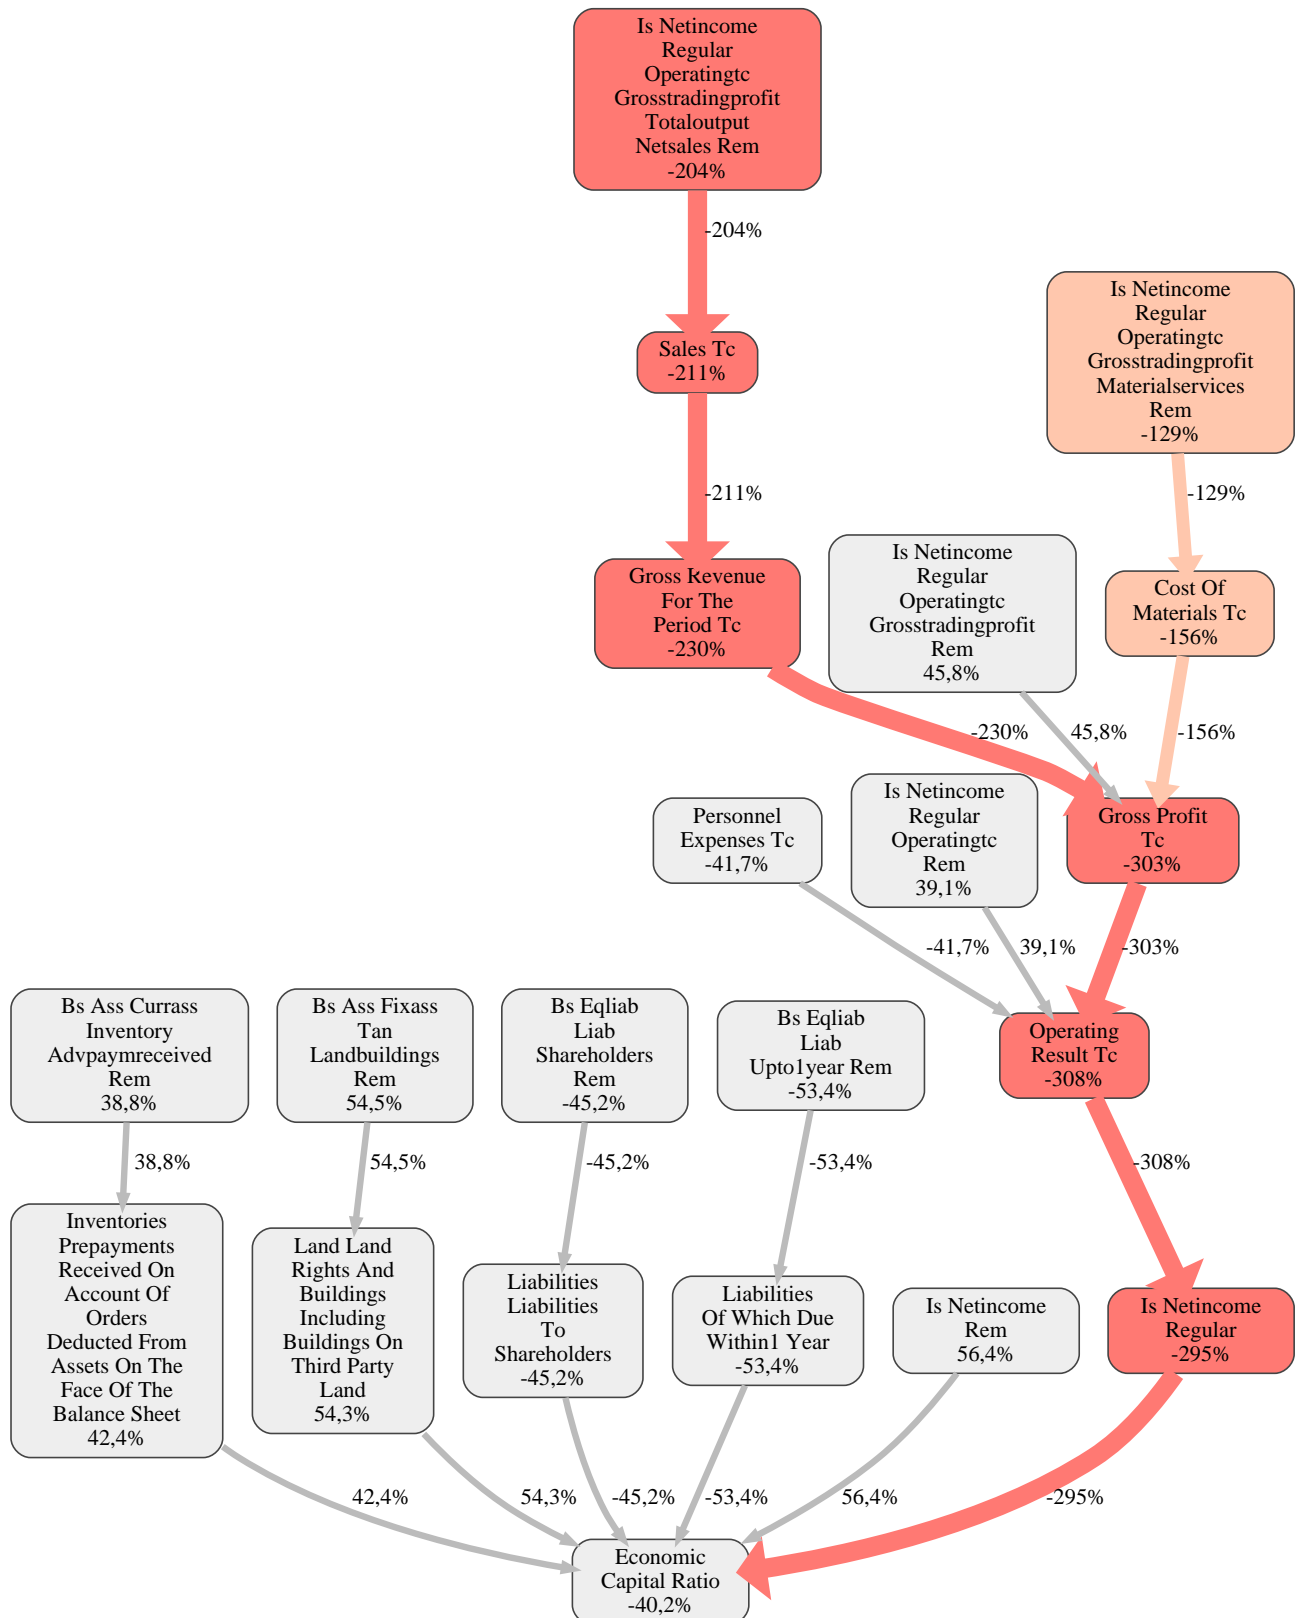 Is Netincome
Regular
Operatingtc
Grosstradingprofit
Totaloutput
Netsales Rem
-204%
-204%
Is Netincome
Regular
Operatingtc
Grosstradingprofit
Materialservices
Rem
-129%
Sales Tc
-211%
-129%
-211%
Is Netincome
Regular
Operatingtc
Grosstradingprofit
Rem
45,8%
Gross Revenue
For The
Period Tc
-230%
Cost Of
Materials Tc
-156%
-230%
45,8%
-156%
Personnel
Expenses Tc
-41,7%
Is Netincome
Regular
Operatingtc
Rem
39,1%
Gross Profit
Tc
-303%
-41,7%
39,1%
-303%
Bs Ass Currass
Inventory
Advpaymreceived
Rem
38,8%
Bs Ass Fixass
Tan
Landbuildings
Rem
54,5%
Bs Eqliab
Liab
Shareholders
Rem
-45,2%
Bs Eqliab
Liab
Upto1year Rem
-53,4%
Operating
Result Tc
-308%
38,8%
54,5%
-45,2%
-53,4%
-308%
Inventories
Prepayments
Received On
Account Of
Orders
Deducted From
Assets On The
Face Of The
Balance Sheet
42,4%
Land Land
Rights And
Buildings
Including
Buildings On
Third Party
Land
54,3%
Liabilities
Liabilities
To
Shareholders
-45,2%
Liabilities
Of Which Due
Within1 Year
-53,4%
Is Netincome
Rem
56,4%
Is Netincome
Regular
-295%
42,4%
54,3%
-45,2%
-53,4%
56,4%
-295%
Economic
Capital Ratio
-40,2%